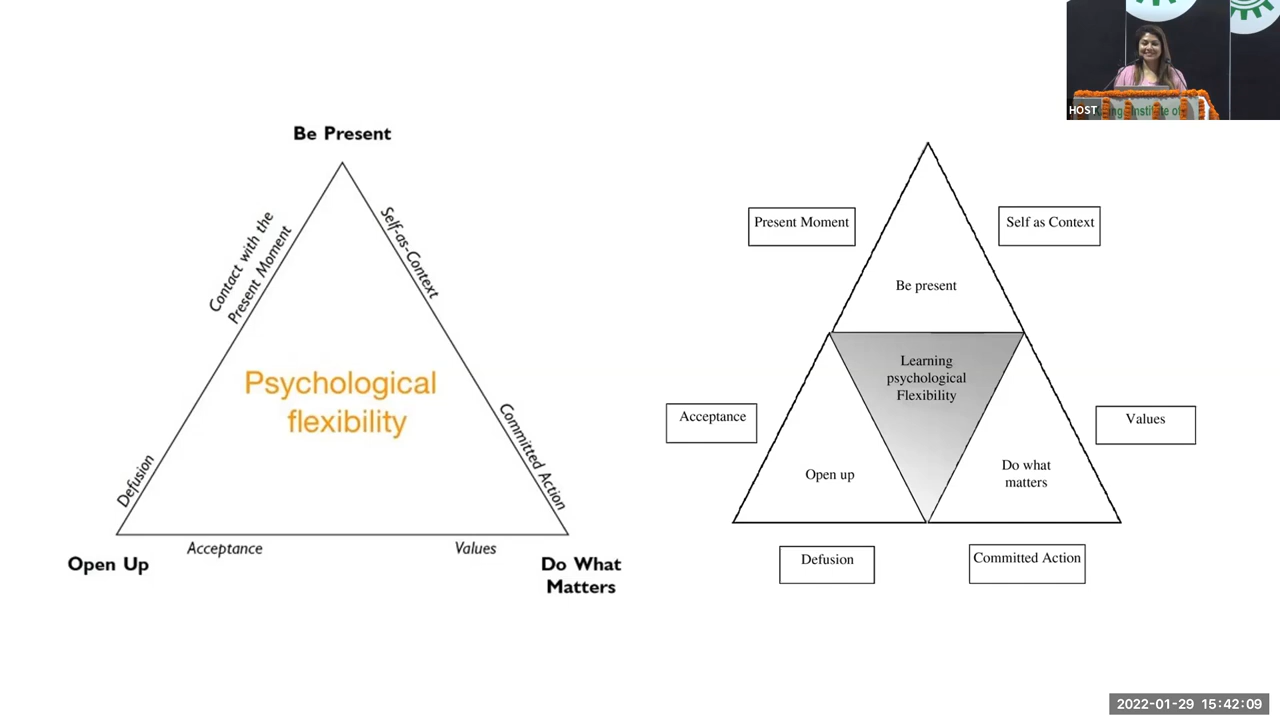 Be Present
Contact with the
Present Moment
Self-as-Context
Psychological
flexibility
Defusion
Committed Action
Acceptance
Values
Open Up
Do What
Matters
Present Moment
Self as Context
Be present
Learning
psychological
Flexibility
Acceptance
Values
Open up
Do what
matters
Defusion
Committed Action
HOST
Institute of
2022-01-29 15:42:09